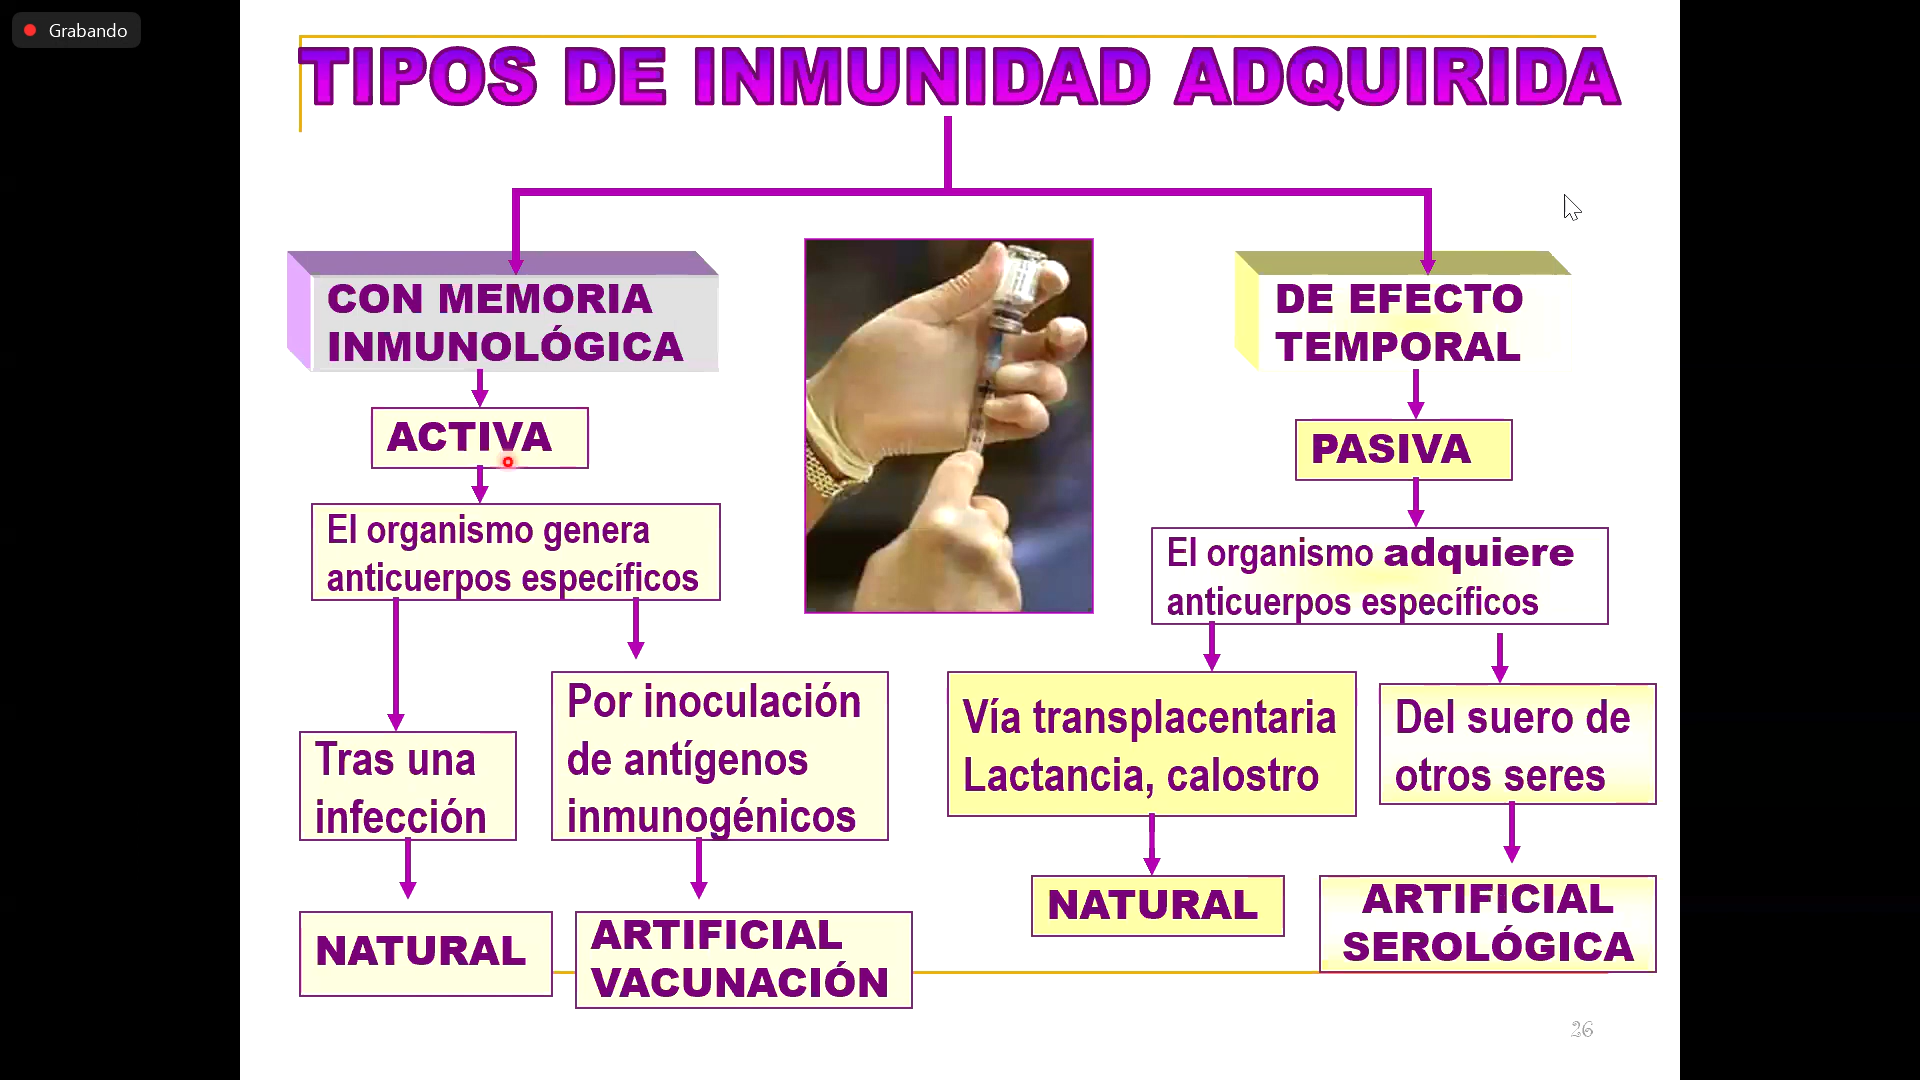 Grabando
TIPOS DE INMUNIDAD ADQUIRIDA
CON MEMORIA
INMUNOLÓGICA
ACTIVA
El organismo genera
anticuerpos específicos
Tras una
infección
NATURAL
Por inoculación
de antígenos
inmunogénicos
ARTIFICIAL
VACUNACIÓN
DE EFECTO
TEMPORAL
PASIVA
El organismo adquiere
anticuerpos específicos
Vía transplacentaria
Lactancia, calostro
NATURAL
Del suero de
otros seres
ARTIFICIAL
SEROLÓGICA
26